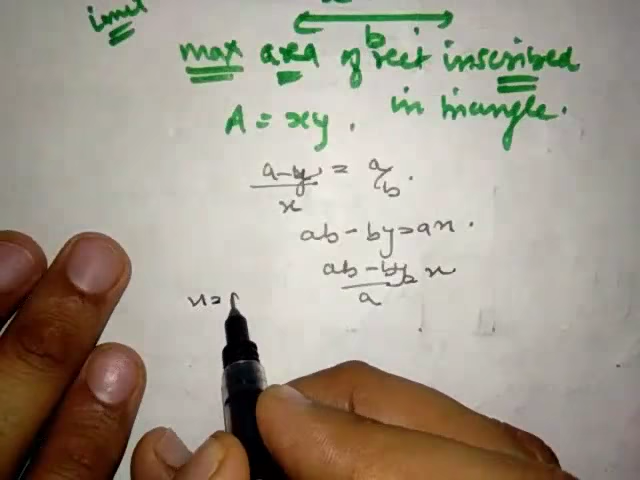 b
max area of rect inscribed
in triangle.
A = xy.
a-y/x = a/b.
ab - by = ax.
ab - by/a = x
x =